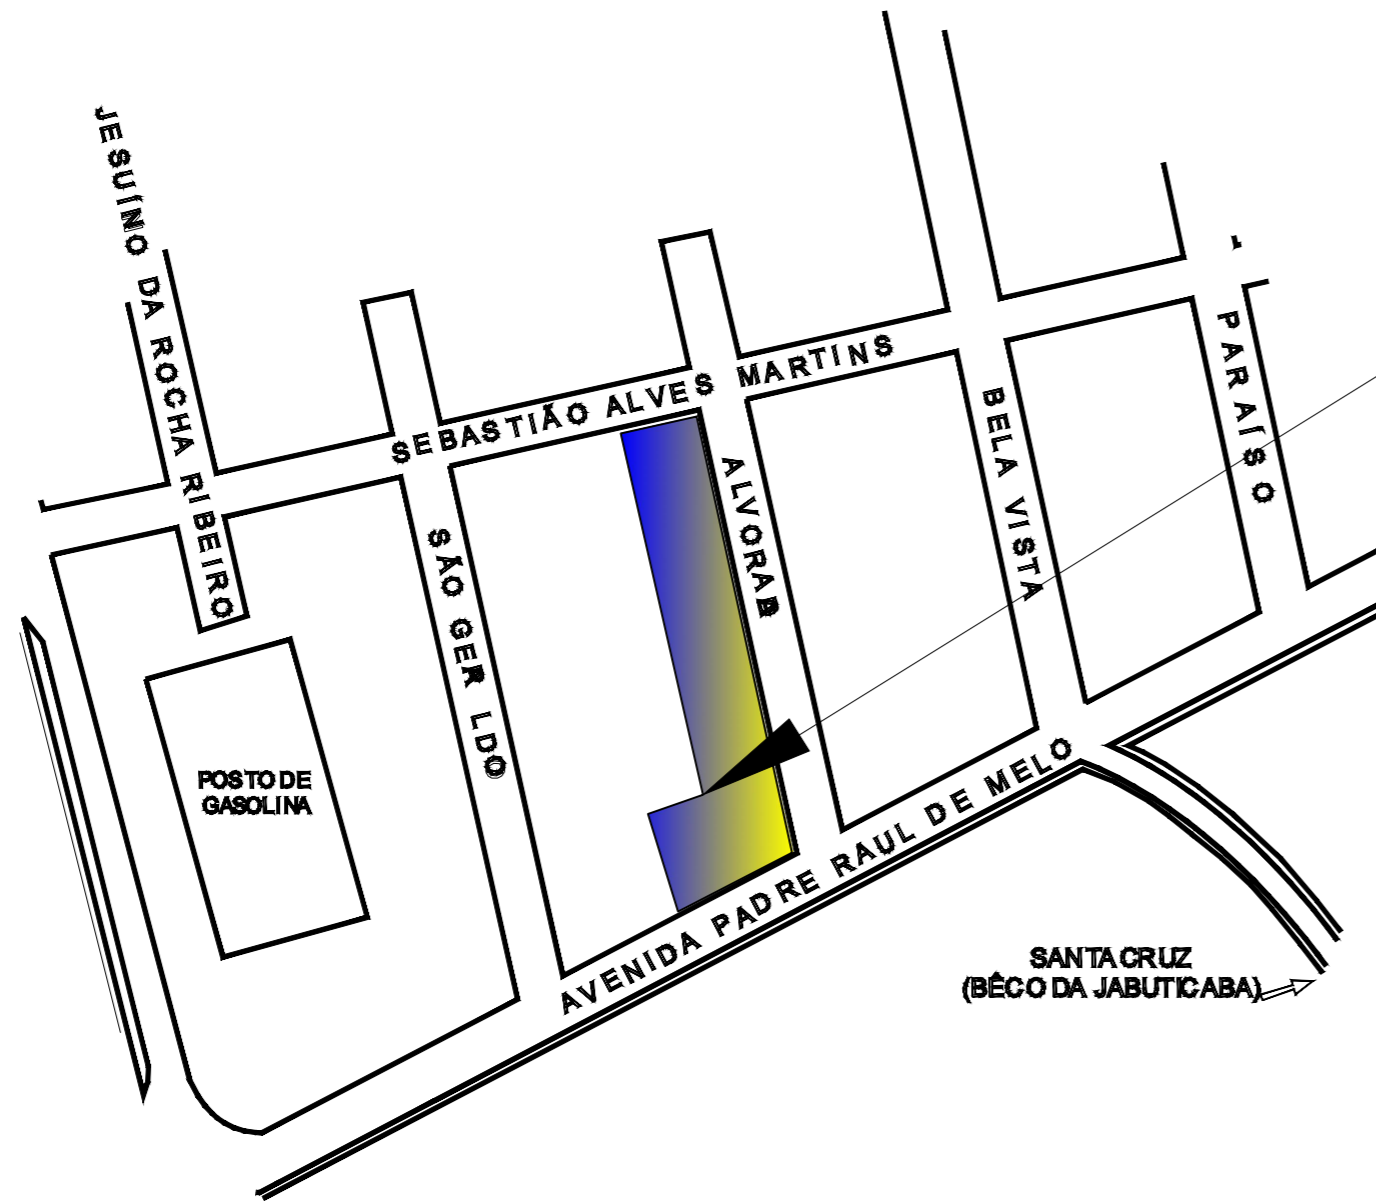 JESUÍNO DA ROCHA RIBEIRO
SEBASTIÃO ALVES MARTINS
SÃO GER LDO
ALVORAD
BELA VISTA
PARAÍSO
POSTO DE
GASOLINA
AVENIDA PADRE RAUL DE MELO
SANTA CRUZ
(BÊCO DA JABUTICABA)